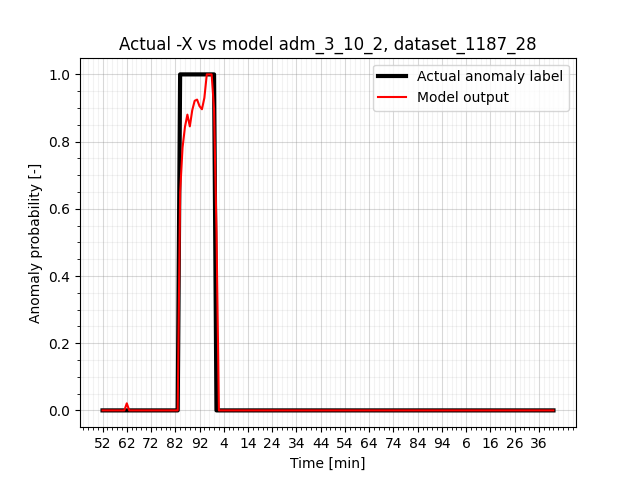 Actual -X vs model adm_3_10_2, dataset_1187_28
Actual anomaly label
Model output
Anomaly probability [-]
1.0
0.8
0.6
0.4
0.2
0.0
52 62 72 82 92 4 14 24 34 44 54 64 74 84 94 6 16 26 36
Time [min]